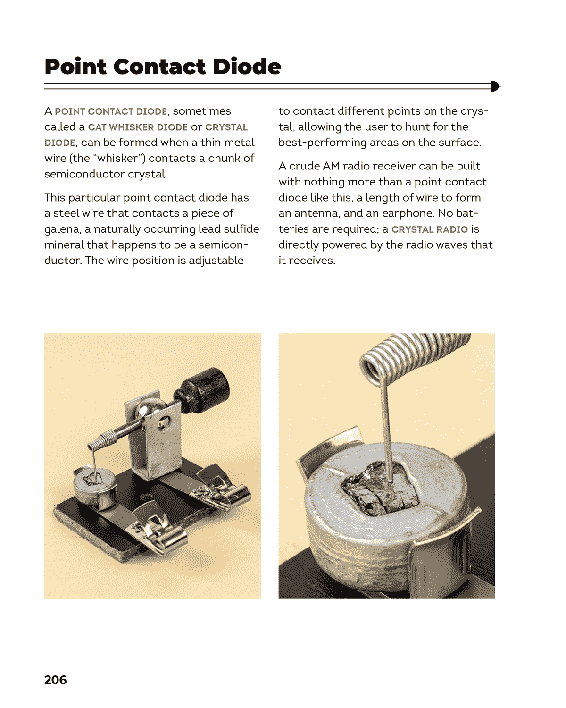 Point Contact Diode
A POINT CONTACT DIODE, sometimes
called a CAT WHISKER DIODE or CRYSTAL
DIODE, can be formed when a thin metal
wire (the “whisker”) contacts a chunk of
semiconductor crystal.
This particular point contact diode has
a steel wire that contacts a piece of
galena, a naturally occurring lead sulfide
mineral that happens to be a semicon-
ductor. The wire position is adjustable
to contact different points on the crys-
tal, allowing the user to hunt for the
best-performing areas on the surface.
A crude AM radio receiver can be built
with nothing more than a point contact
diode like this, a length of wire to form
an antenna, and an earphone. No bat-
teries are required; a CRYSTAL RADIO is
directly powered by the radio waves that
it receives.
206